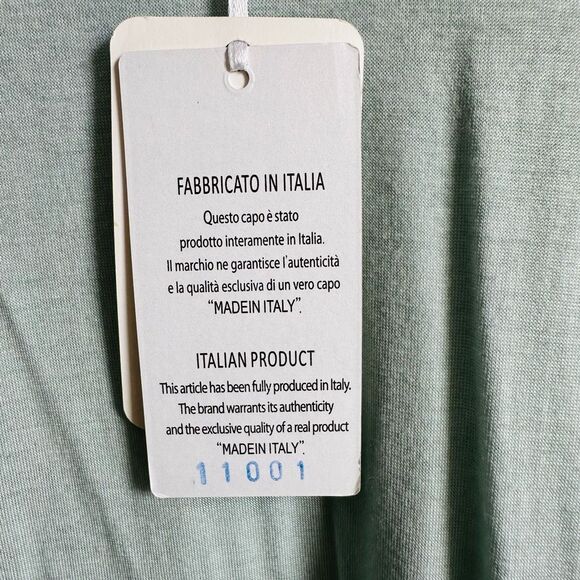 FABBRICATO IN ITALIA
Questo capo è stato
prodotto interamente in Italia.
Il marchio ne garantisce l'autenticità
e la qualità esclusiva di un vero capo
“MADEIN ITALY”.
ITALIAN PRODUCT
This article has been fully produced in Italy.
The brand warrants its authenticity
and the exclusive quality of a real product
“MADEIN ITALY”.
11001